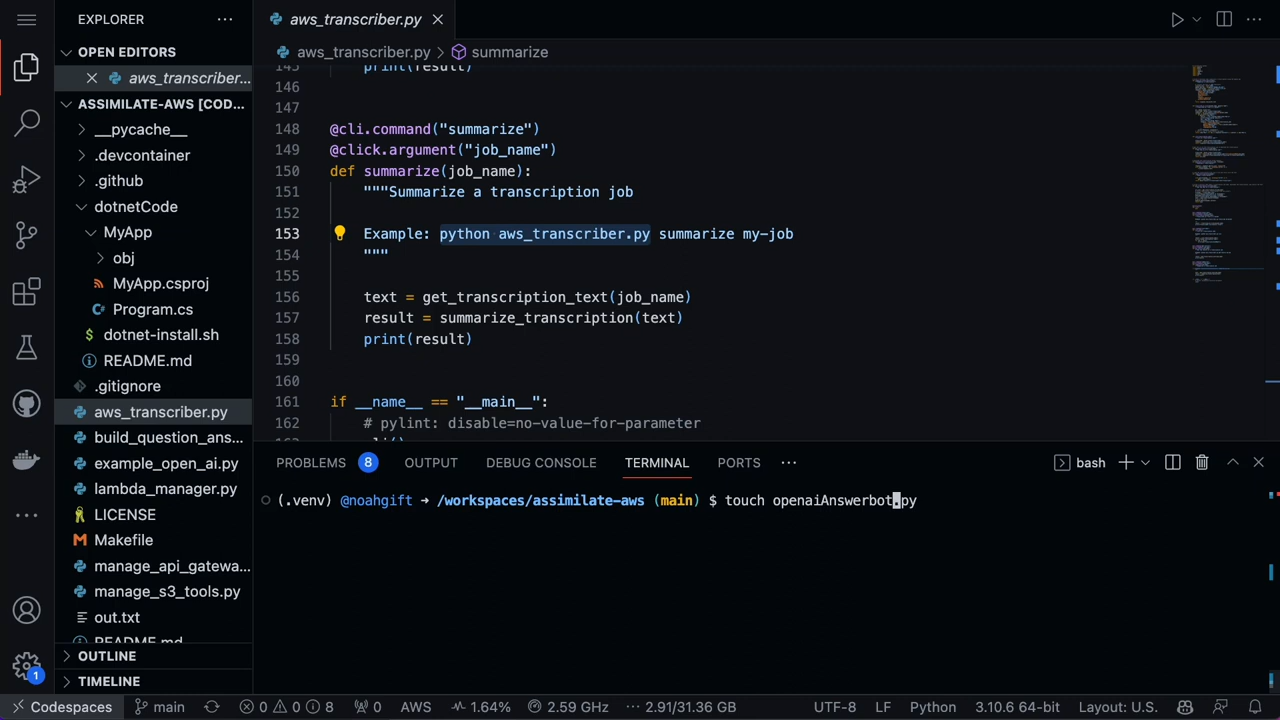 EXPLORER
OPEN EDITORS
aws_transcriber...
ASSIMILATE-AWS [COD...
__pycache__
.devcontainer
.github
dotnetCode
MyApp
obj
MyApp.csproj
Program.cs
dotnet-install.sh
README.md
.gitignore
aws_transcriber.py
build_question_ans...
example_open_ai.py
lambda_manager.py
LICENSE
Makefile
manage_api_gatewa...
manage_s3_tools.py
out.txt
README.md
OUTLINE
TIMELINE
aws_transcriber.py
aws_transcriber.py > summarize
145 print(result)
146
147
148 @cli.command("summarize")
149 @click.argument("job_name")
150 def summarize(job_name):
151 """Summarize a transcription job
152
153 Example: python aws_transcriber.py summarize my-job
154 """
155
156 text = get_transcription_text(job_name)
157 result = summarize_transcription(text)
158 print(result)
159
160
161 if __name__ == "__main__":
162 # pylint: disable=no-value-for-parameter
163 cli()
PROBLEMS 8 OUTPUT DEBUG CONSOLE TERMINAL PORTS bash
(.venv) @noahgift → /workspaces/assimilate-aws (main) $ touch openaiAnswerbot.py
1
Codespaces main 0 0 8 0 AWS 1.64% 2.59 GHz 2.91/31.36 GB UTF-8 LF Python 3.10.6 64-bit Layout: U.S.